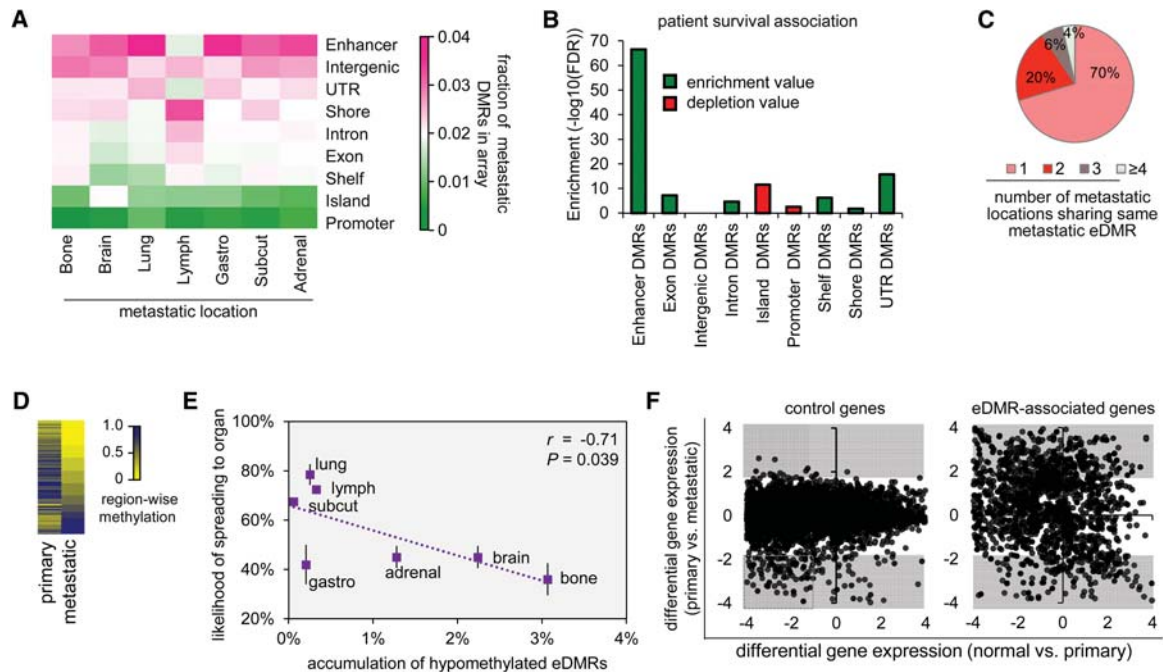 A
Enhancer
Intergenic
UTR
Shore
Intron
Exon
Shelf
Island
Promoter
Bone
Brain
Lung
Lymph
Gastro
Subcut
Adrenal
metastatic location
0.04
0.03
0.02
0.01
0
fraction of metastatic
DMRs in array
B
patient survival association
Enrichment (-log10(FDR))
70
60
50
40
30
20
10
0
enrichment value
depletion value
Enhancer DMRs
Exon DMRs
Intergenic DMRs
Intron DMRs
Island DMRs
Promoter DMRs
Shelf DMRs
Shore DMRs
UTR DMRs
C
4%
6%
20%
70%
1 2 3 ≥4
number of metastatic
locations sharing same
metastatic eDMR
D
1.0
0
region-wise
methylation
primary
metastatic
E
likelihood of spreading to organ
100%
80%
60%
40%
20%
r = -0.71
P = 0.039
lung
lymph
subcut
gastro
adrenal
brain
bone
0% 1% 2% 3% 4%
accumulation of hypomethylated eDMRs
F
control genes
eDMR-associated genes
differential gene expression
(primary vs. metastatic)
4
2
0
-2
-4
-4 -2 0 2 4
4
2
0
-2
-4
-4 -2 0 2 4
differential gene expression (normal vs. primary)